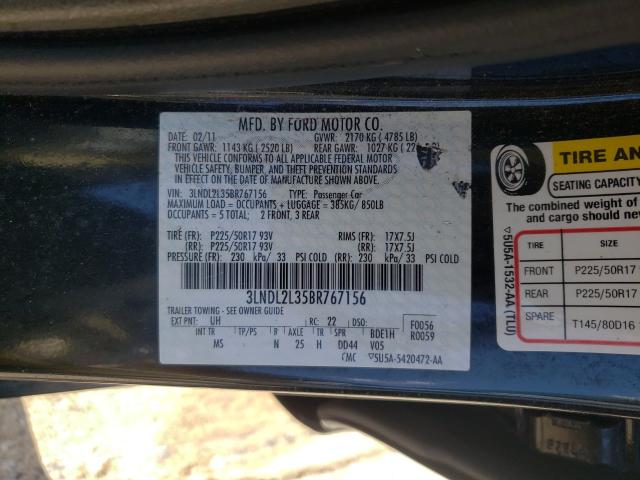 MFD. BY FORD MOTOR CO.
DATE: 02/11 GVWR: 2170 KG ( 4785 LB)
FRONT GAWR: 1143 KG ( 2520 LB) REAR GAWR: 1027 KG ( 22
THIS VEHICLE CONFORMS TO ALL APPLICABLE FEDERAL MOTOR
VEHICLE SAFETY, BUMPER, AND THEFT PREVENTION STANDARDS
IN EFFECT ON THE DATE OF MANUFACTURE SHOWN ABOVE.
VIN: 3LNDL2L35BR767156 TYPE: Passenger Car
MAXIMUM LOAD = OCCUPANTS + LUGGAGE = 385KG/ 850LB
OCCUPANTS = 5 TOTAL; 2 FRONT, 3 REAR
TIRE (FR): P225/50R17 93V RIMS (FR): 17X7.5J
(RR): P225/50R17 93V (RR): 17X7.5J
PRESSURE (FR): 230 kPa/ 33 PSI COLD (RR): 230 kPa/ 33 PSI COLD
3LNDL2L35BR767156
TRAILER TOWING - SEE OWNER GUIDE
EXT PNT: UH RC: 22 DSO: F0056
INT TR TP/PS R AXLE TR SPR BDE1H R0059
MS N 25 H DD44 V05
CMC ▽5U5A-5420472-AA
TIRE AN
SEATING CAPACITY
The combined weight of
and cargo should nev
▽5U5A-1532-AA (TLU)
TIRE SIZE
FRONT P225/50R17
REAR P225/50R17
SPARE T145/80D16